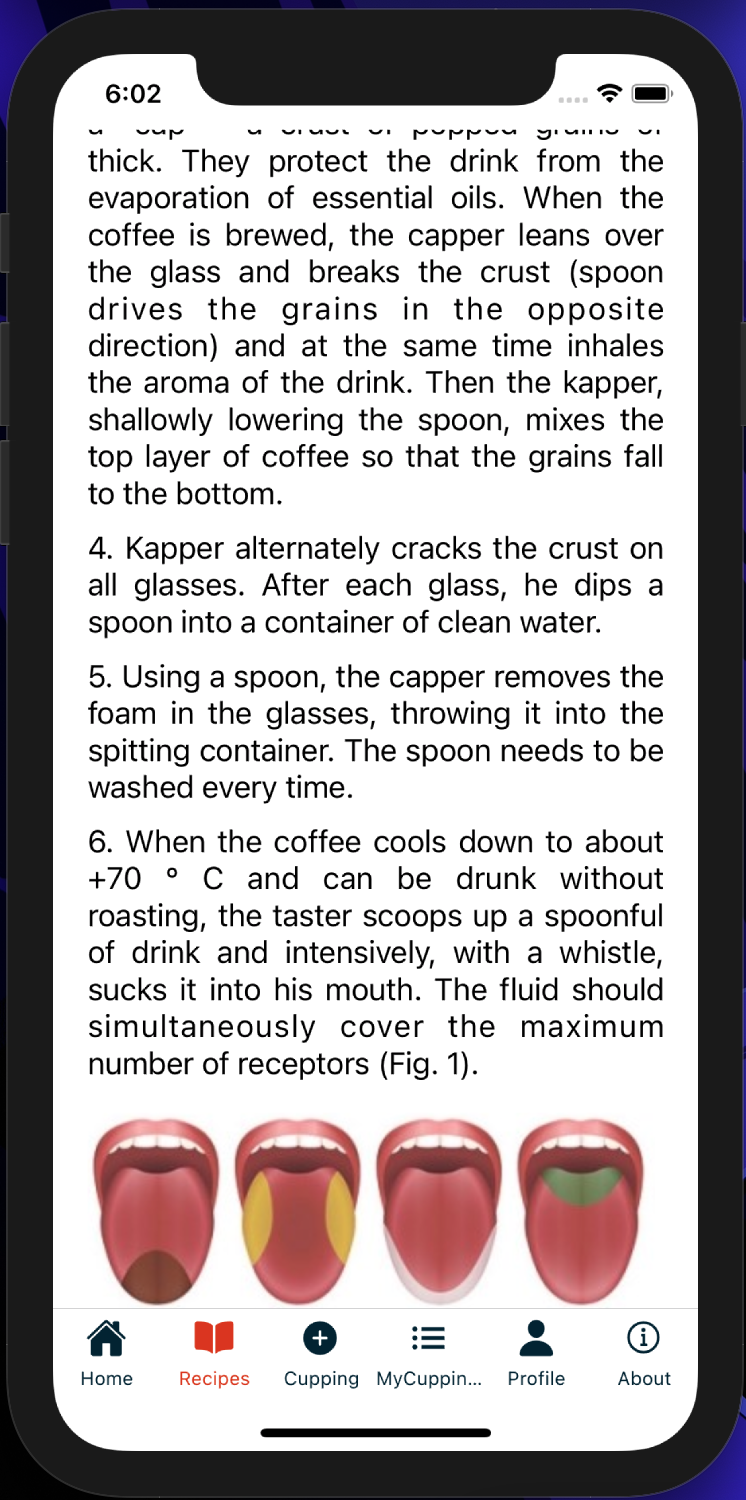 6:02
thick. They protect the drink from the
evaporation of essential oils. When the
coffee is brewed, the capper leans over
the glass and breaks the crust (spoon
drives the grains in the opposite
direction) and at the same time inhales
the aroma of the drink. Then the kapper,
shallowly lowering the spoon, mixes the
top layer of coffee so that the grains fall
to the bottom.
4. Kapper alternately cracks the crust on
all glasses. After each glass, he dips a
spoon into a container of clean water.
5. Using a spoon, the capper removes the
foam in the glasses, throwing it into the
spitting container. The spoon needs to be
washed every time.
6. When the coffee cools down to about
+70 ° C and can be drunk without
roasting, the taster scoops up a spoonful
of drink and intensively, with a whistle,
sucks it into his mouth. The fluid should
simultaneously cover the maximum
number of receptors (Fig. 1).
Home Recipes Cupping MyCuppin... Profile About